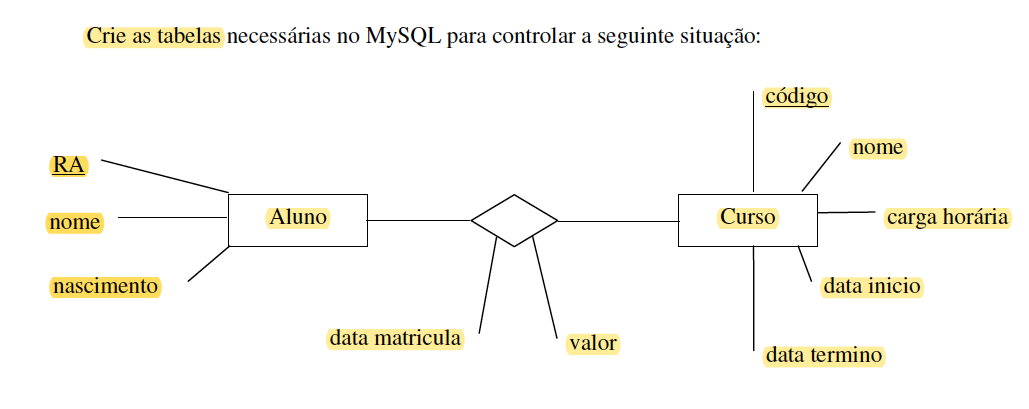 Crie as tabelas necessárias no MySQL para controlar a seguinte situação:
código
nome
RA
Aluno
Curso
carga horária
nome
nascimento
data inicio
data matricula
valor
data termino